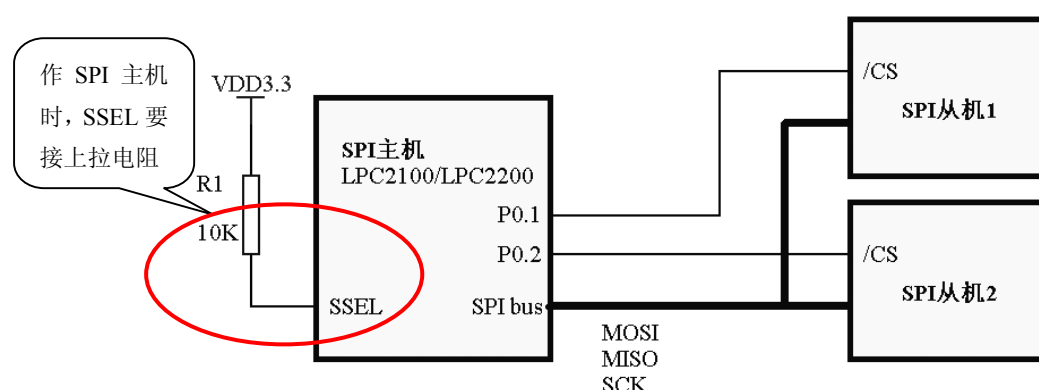 作 SPI 主机
时，SSEL 要
接上拉电阻
VDD3.3
R1
10K
SPI主机
LPC2100/LPC2200
P0.1
P0.2
SSEL
SPI bus
MOSI
MISO
SCK
/CS
SPI从机1
/CS
SPI从机2